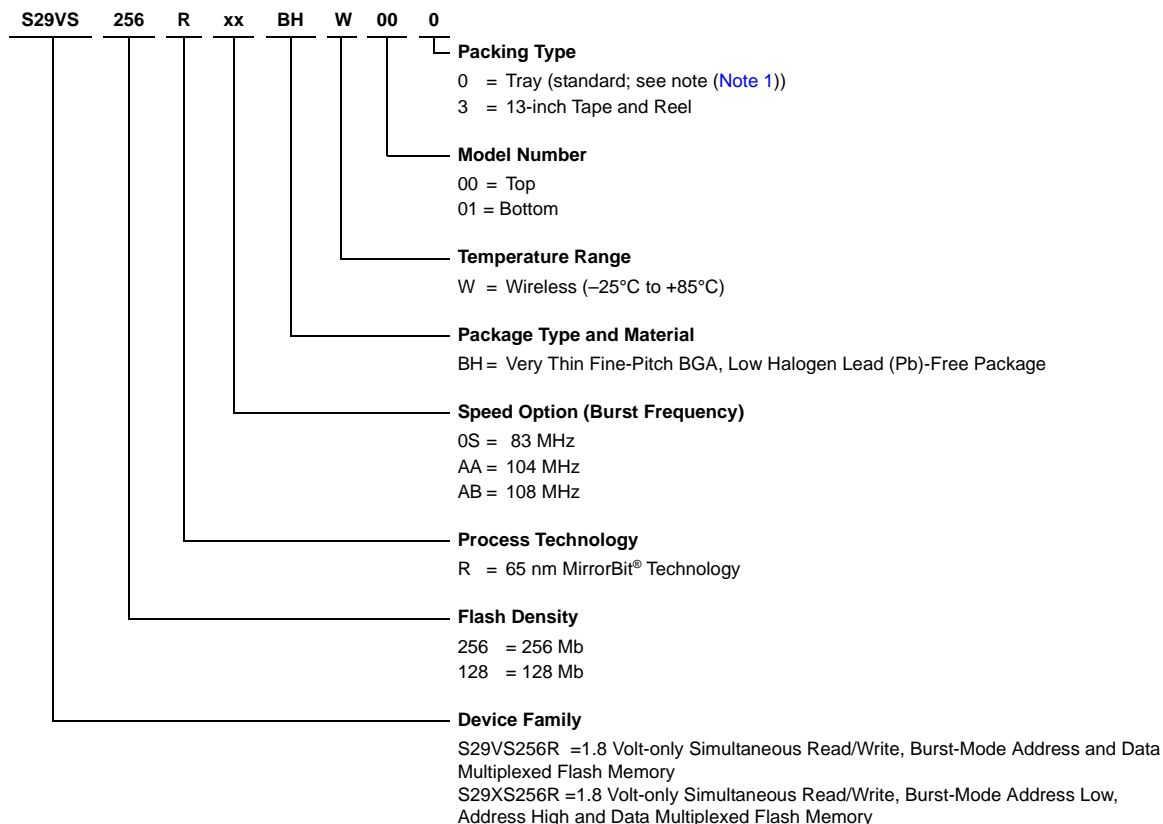 S29VS 256 R xx BH W 00 0
Packing Type
0 = Tray (standard; see note (Note 1))
3 = 13-inch Tape and Reel
Model Number
00 = Top
01 = Bottom
Temperature Range
W = Wireless (–25°C to +85°C)
Package Type and Material
BH = Very Thin Fine-Pitch BGA, Low Halogen Lead (Pb)-Free Package
Speed Option (Burst Frequency)
0S = 83 MHz
AA = 104 MHz
AB = 108 MHz
Process Technology
R = 65 nm MirrorBit® Technology
Flash Density
256 = 256 Mb
128 = 128 Mb
Device Family
S29VS256R =1.8 Volt-only Simultaneous Read/Write, Burst-Mode Address and Data
Multiplexed Flash Memory
S29XS256R =1.8 Volt-only Simultaneous Read/Write, Burst-Mode Address Low,
Address High and Data Multiplexed Flash Memory